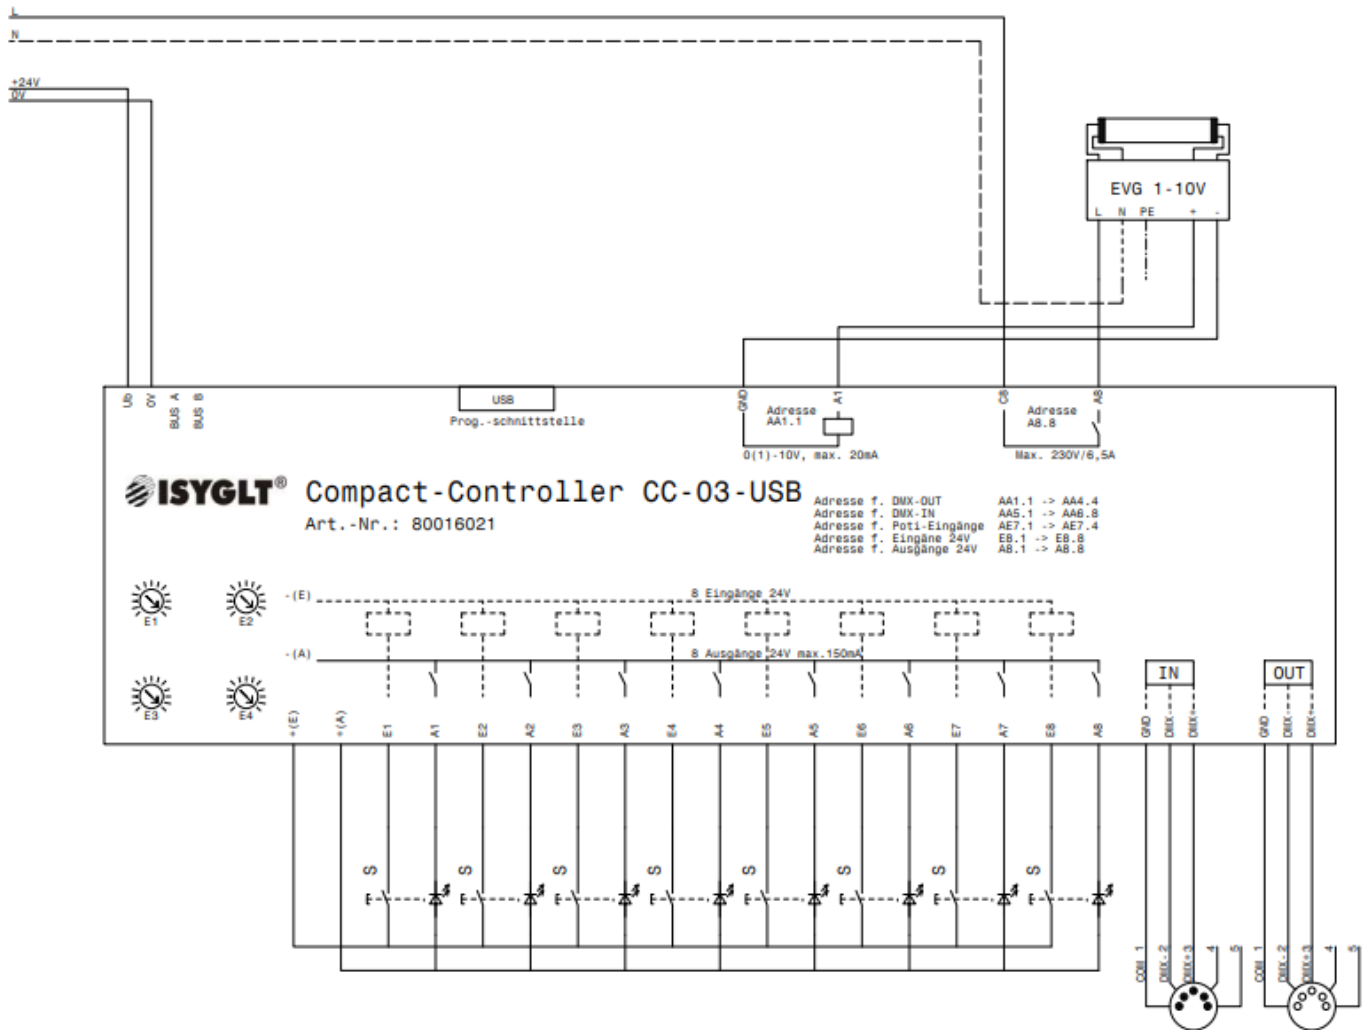 L
N
+24V
0V
EVG 1-10V
L N PE + -
Ub 0V BUS A BUS B
USB
Prog.-schnittstelle
GND A1
Adresse
AA1.1
0(1)-10V, max. 20mA
C8 A8
Adresse
A8.8
Max. 230V/6,5A
ISYGLT®
Compact-Controller CC-03-USB
Art.-Nr.: 80016021
Adresse f. DMX-OUT AA1.1 -> AA4.4
Adresse f. DMX-IN AA5.1 -> AA6.8
Adresse f. Poti-Eingänge AE7.1 -> AE7.4
Adresse f. Eingäne 24V E8.1 -> E8.8
Adresse f. Ausgänge 24V A8.1 -> A8.8
E1 E2
E3 E4
-(E) 8 Eingänge 24V
-(A) 8 Ausgänge 24V max.150mA
IN OUT
+(E) +(A) E1 A1 E2 A2 E3 A3 E4 A4 E5 A5 E6 A6 E7 A7 E8 A8
GND DMX- DMX+ GND DMX- DMX+
S S S S S S S S
COM 1 DMX- 2 DMX+ 3 4 5
COM 1 DMX- 2 DMX+ 3 4 5